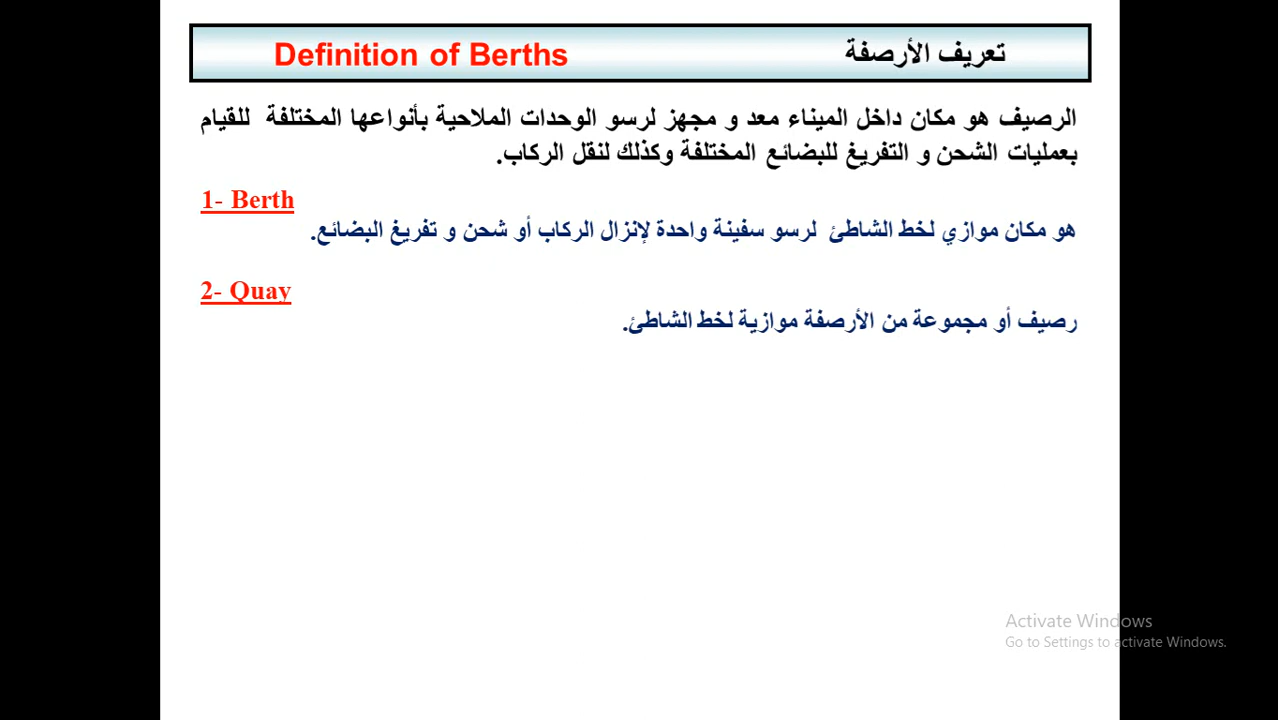 Definition of Berths تعريف الأرصفة
الرصيف هو مكان داخل الميناء معد و مجهز لرسو الوحدات الملاحية بأنواعها المختلفة للقيام
بعمليات الشحن و التفريغ للبضائع المختلفة وكذلك لنقل الركاب.
1- Berth
هو مكان موازي لخط الشاطئ لرسو سفينة واحدة لإنزال الركاب أو شحن و تفريغ البضائع.
2- Quay
رصيف أو مجموعة من الأرصفة موازية لخط الشاطئ.
Activate Windows
Go to Settings to activate Windows.